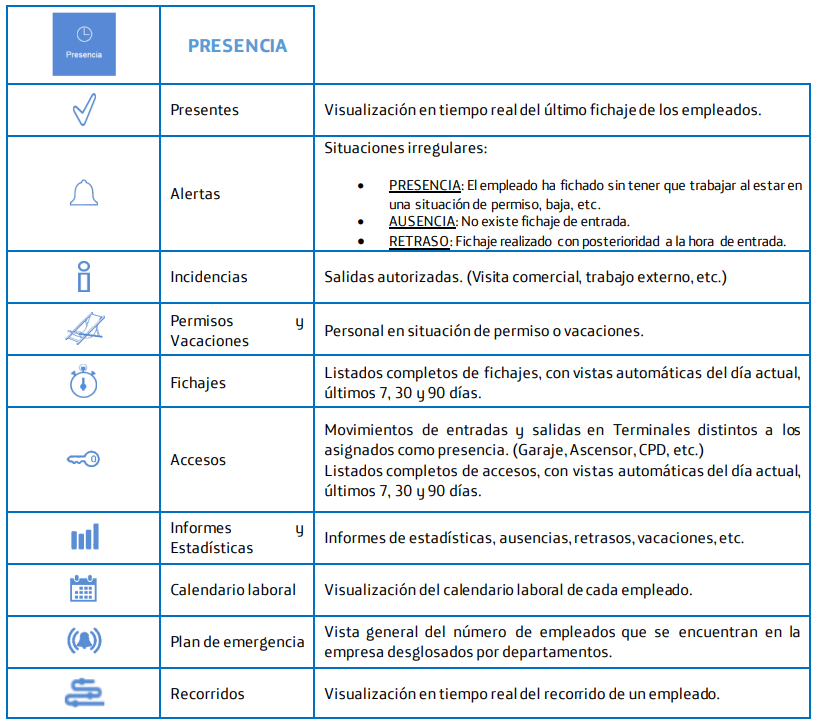 Presencia
PRESENCIA
Presentes
Visualización en tiempo real del último fichaje de los empleados.
Alertas
Situaciones irregulares:
• PRESENCIA: El empleado ha fichado sin tener que trabajar al estar en
una situación de permiso, baja, etc.
• AUSENCIA: No existe fichaje de entrada.
• RETRASO: Fichaje realizado con posterioridad a la hora de entrada.
Incidencias
Salidas autorizadas. (Visita comercial, trabajo externo, etc.)
Permisos y
Vacaciones
Personal en situación de permiso o vacaciones.
Fichajes
Listados completos de fichajes, con vistas automáticas del día actual,
últimos 7, 30 y 90 días.
Accesos
Movimientos de entradas y salidas en Terminales distintos a los
asignados como presencia. (Garaje, Ascensor, CPD, etc.)
Listados completos de accesos, con vistas automáticas del día actual,
últimos 7, 30 y 90 días.
Informes y
Estadísticas
Informes de estadísticas, ausencias, retrasos, vacaciones, etc.
Calendario laboral
Visualización del calendario laboral de cada empleado.
Plan de emergencia
Vista general del número de empleados que se encuentran en la
empresa desglosados por departamentos.
Recorridos
Visualización en tiempo real del recorrido de un empleado.